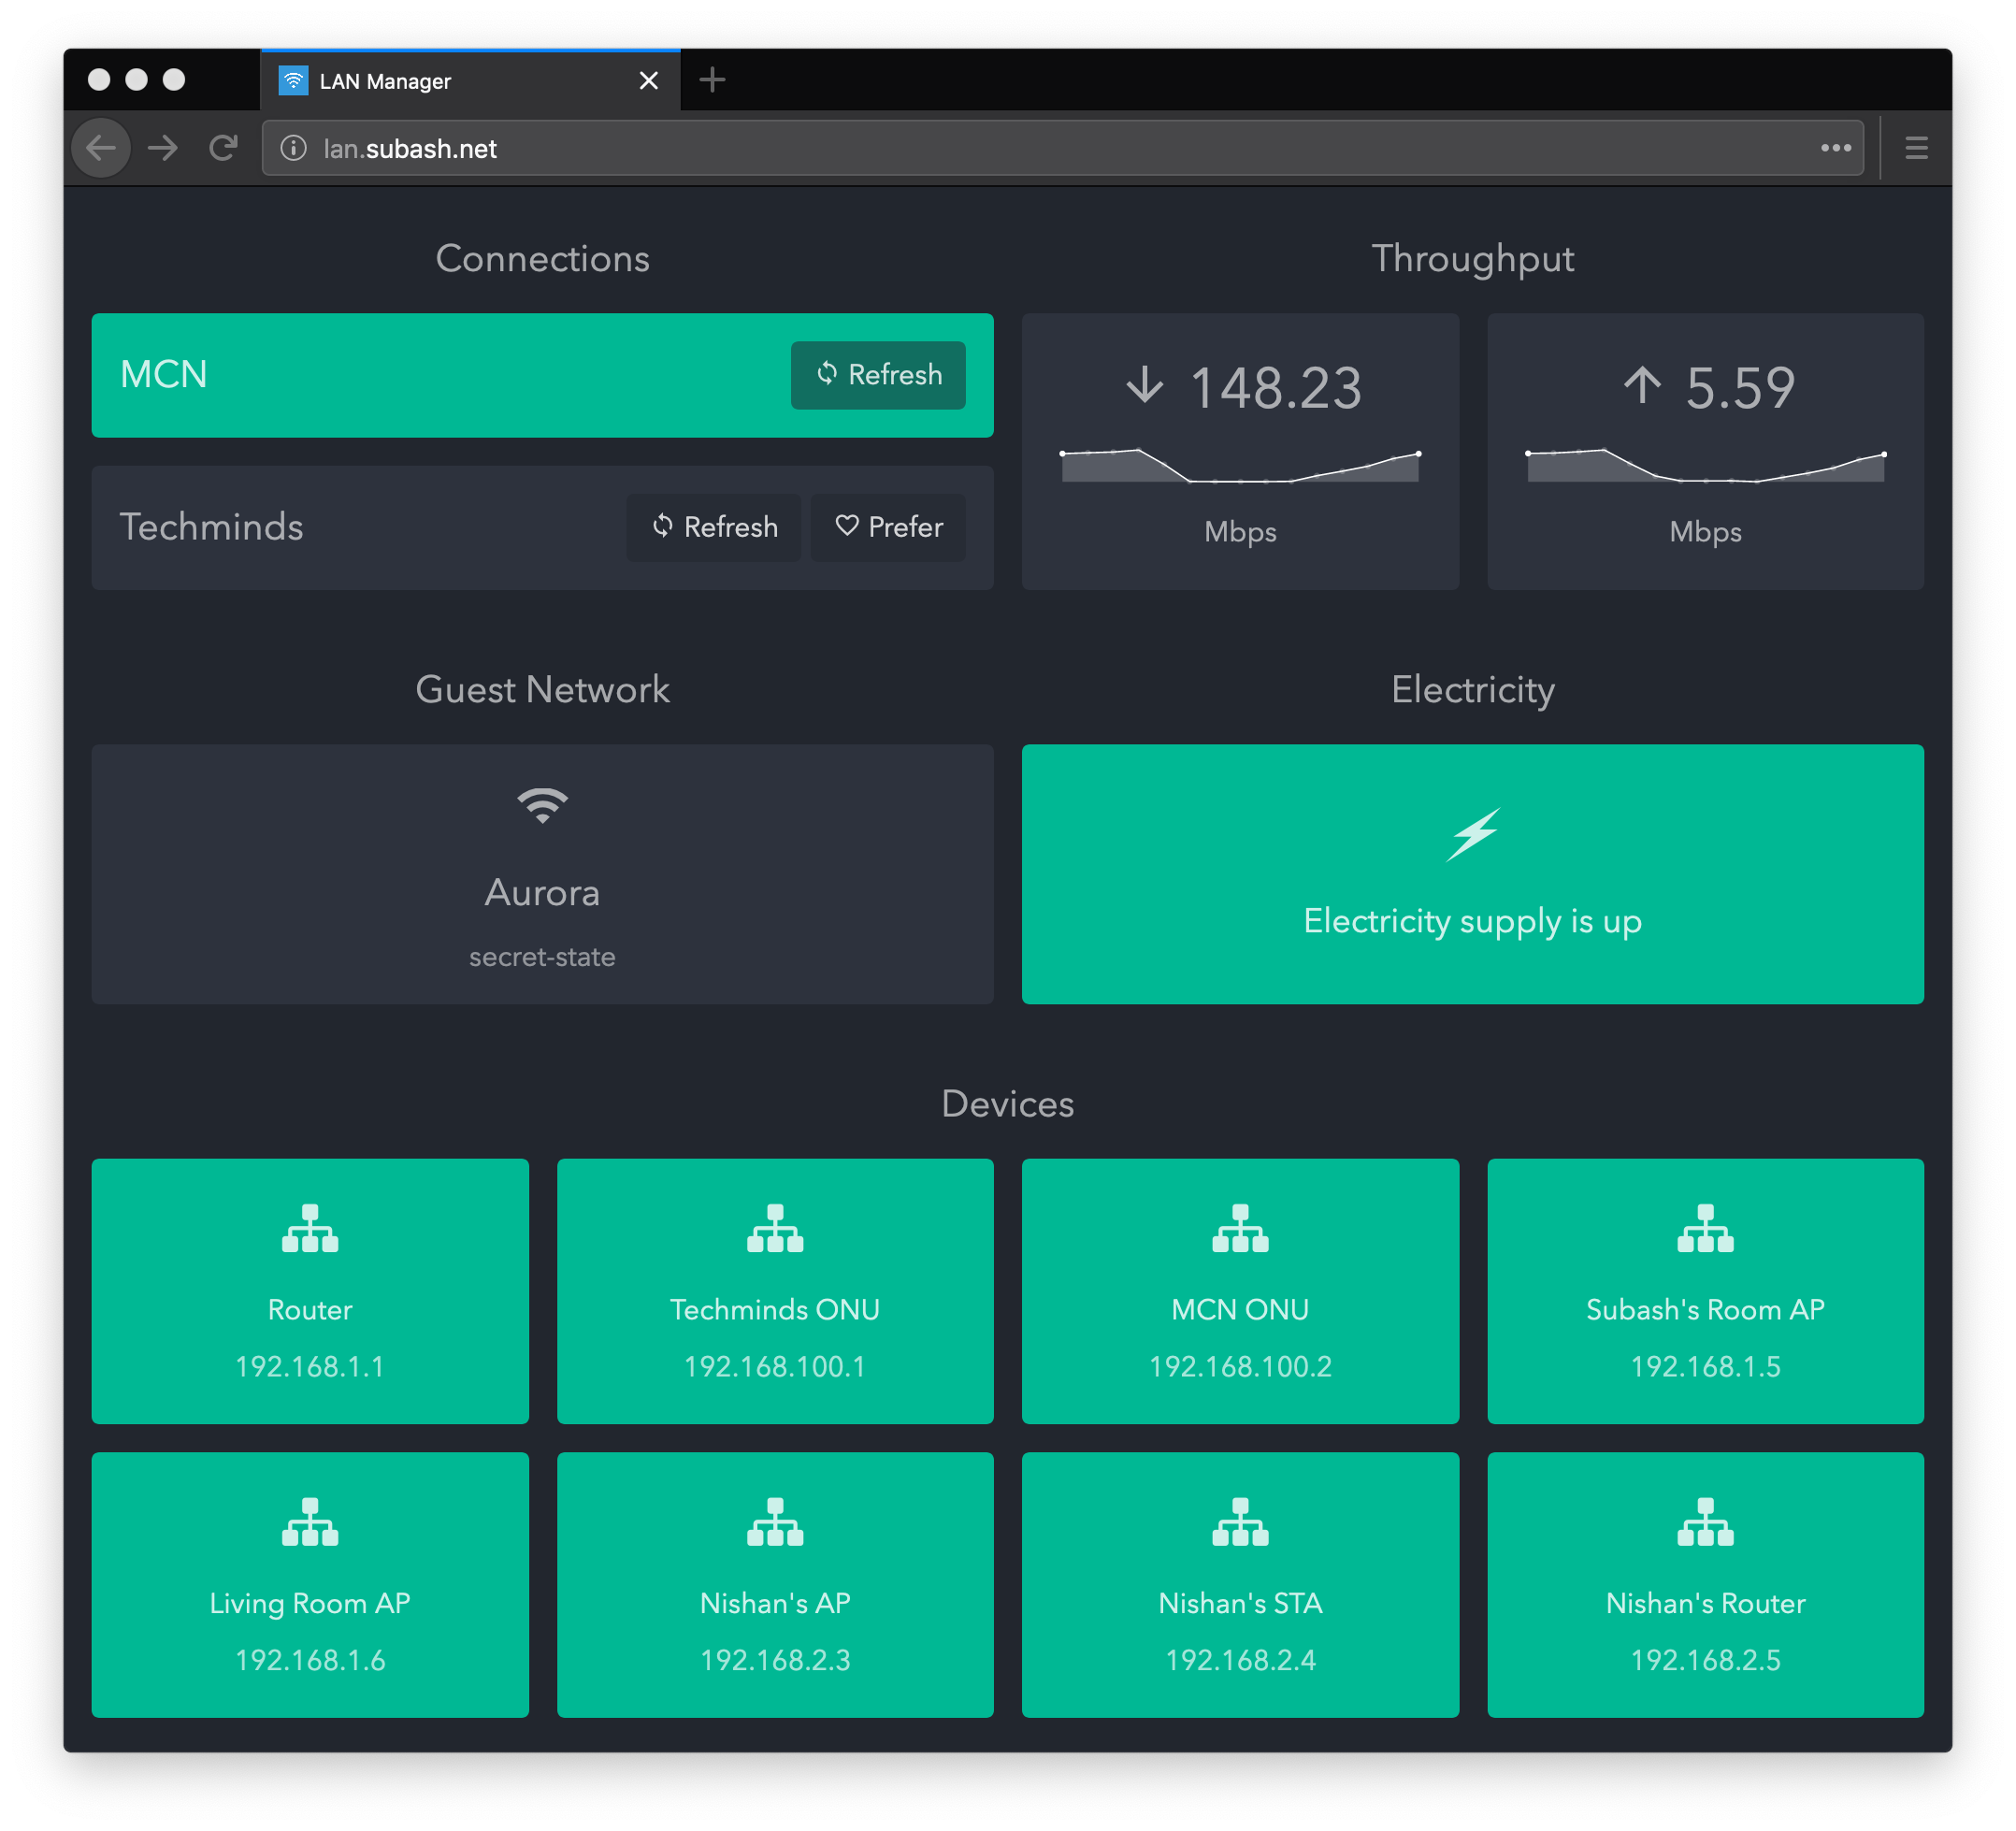 LAN Manager
lan.subash.net
Connections
MCN
Refresh
Techminds
Refresh
Prefer
Throughput
148.23
Mbps
5.59
Mbps
Guest Network
Aurora
secret-state
Electricity
Electricity supply is up
Devices
Router
192.168.1.1
Techminds ONU
192.168.100.1
MCN ONU
192.168.100.2
Subash's Room AP
192.168.1.5
Living Room AP
192.168.1.6
Nishan's AP
192.168.2.3
Nishan's STA
192.168.2.4
Nishan's Router
192.168.2.5